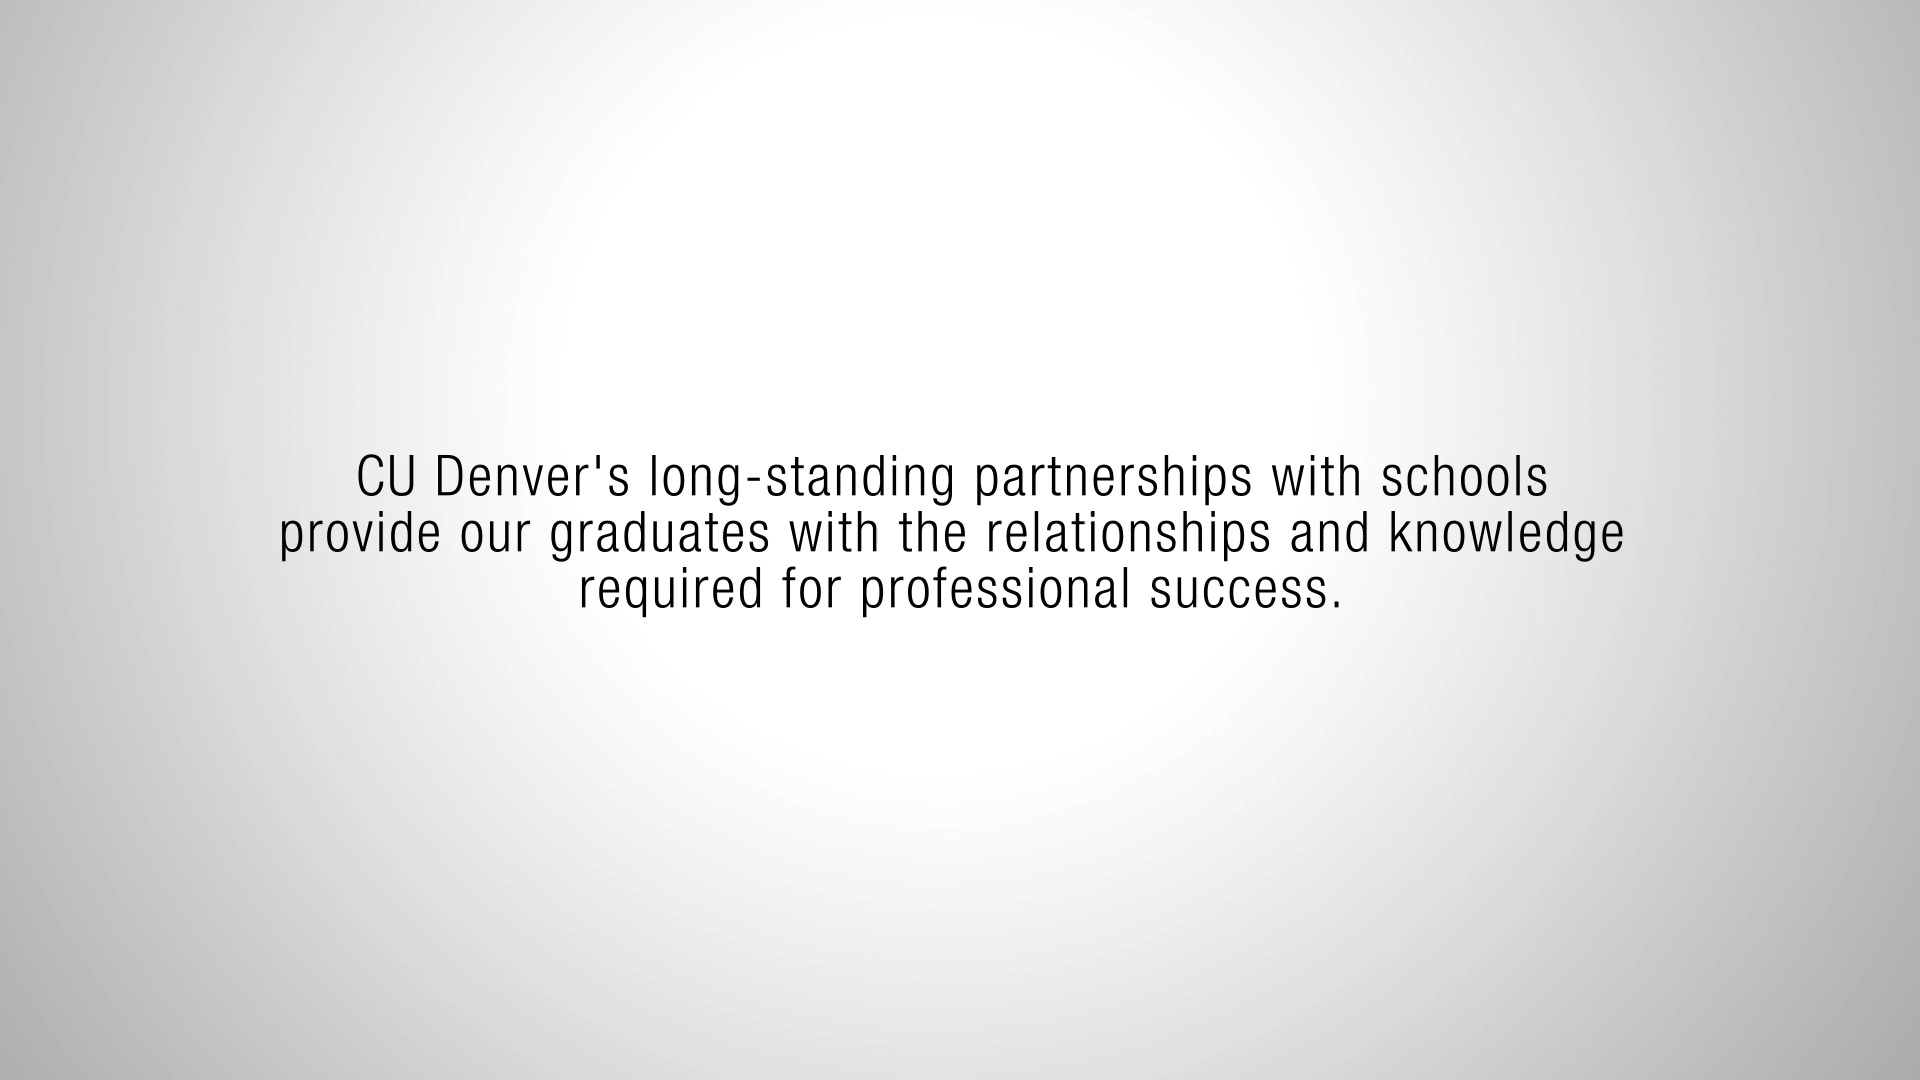 CU Denver's long-standing partnerships with schools
provide our graduates with the relationships and knowledge
required for professional success.